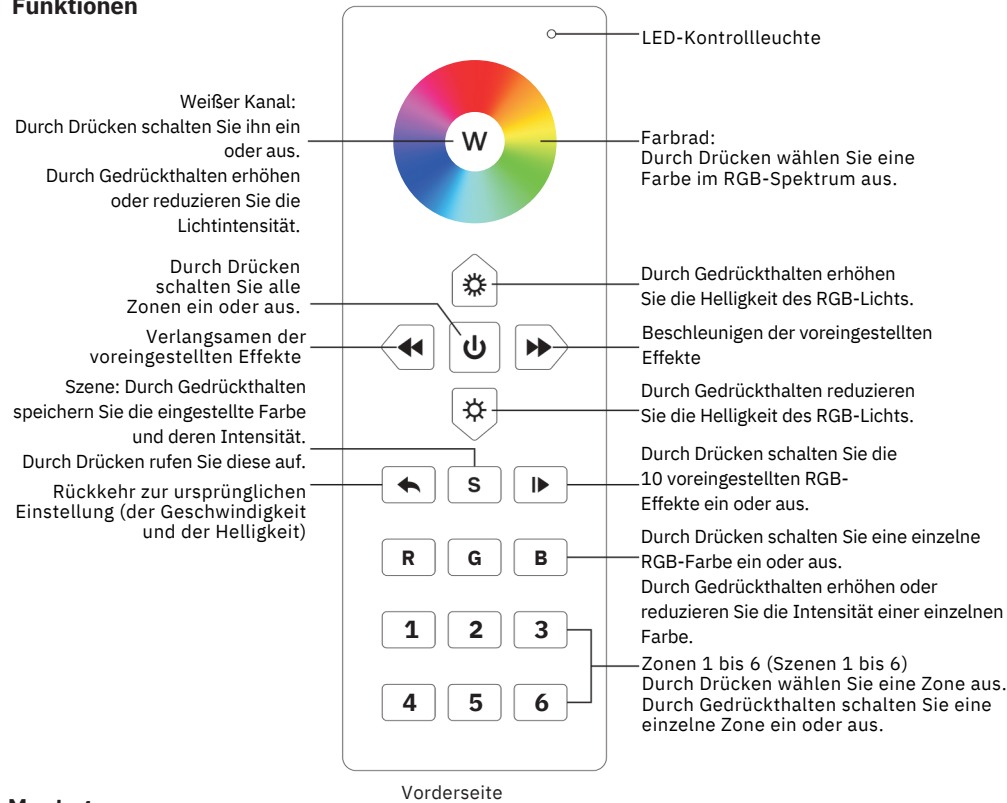 Funktionen
LED-Kontrollleuchte
Weißer Kanal:
Durch Drücken schalten Sie ihn ein
oder aus.
Durch Gedrückthalten erhöhen
oder reduzieren Sie die
Lichtintensität.
W
Farbrad:
Durch Drücken wählen Sie eine
Farbe im RGB-Spektrum aus.
Durch Drücken
schalten Sie alle
Zonen ein oder aus.
Durch Gedrückthalten erhöhen
Sie die Helligkeit des RGB-Lichts.
Verlangsamen der
voreingestellten Effekte
Beschleunigen der voreingestellten
Effekte
Szene: Durch Gedrückthalten
speichern Sie die eingestellte Farbe
und deren Intensität.
Durch Drücken rufen Sie diese auf.
Durch Gedrückthalten reduzieren
Sie die Helligkeit des RGB-Lichts.
Rückkehr zur ursprünglichen
Einstellung (der Geschwindigkeit
und der Helligkeit)
S
Durch Drücken schalten Sie die
10 voreingestellten RGB-
Effekte ein oder aus.
R G B
Durch Drücken schalten Sie eine einzelne
RGB-Farbe ein oder aus.
Durch Gedrückthalten erhöhen oder
reduzieren Sie die Intensität einer einzelnen
Farbe.
1 2 3
4 5 6
Zonen 1 bis 6 (Szenen 1 bis 6)
Durch Drücken wählen Sie eine Zone aus.
Durch Gedrückthalten schalten Sie eine
einzelne Zone ein oder aus.
Vorderseite